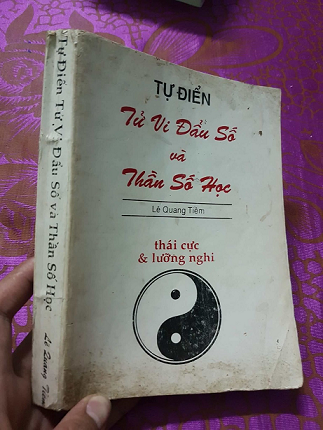 Tự Điển Tử Vi Đẩu Số và Thần Số Học
Lê Quang Tiềm
TỰ ĐIỂN
Tử Vi Đẩu Số
và
Thần Số Học
Lê Quang Tiềm
thái cực
& lưỡng nghi